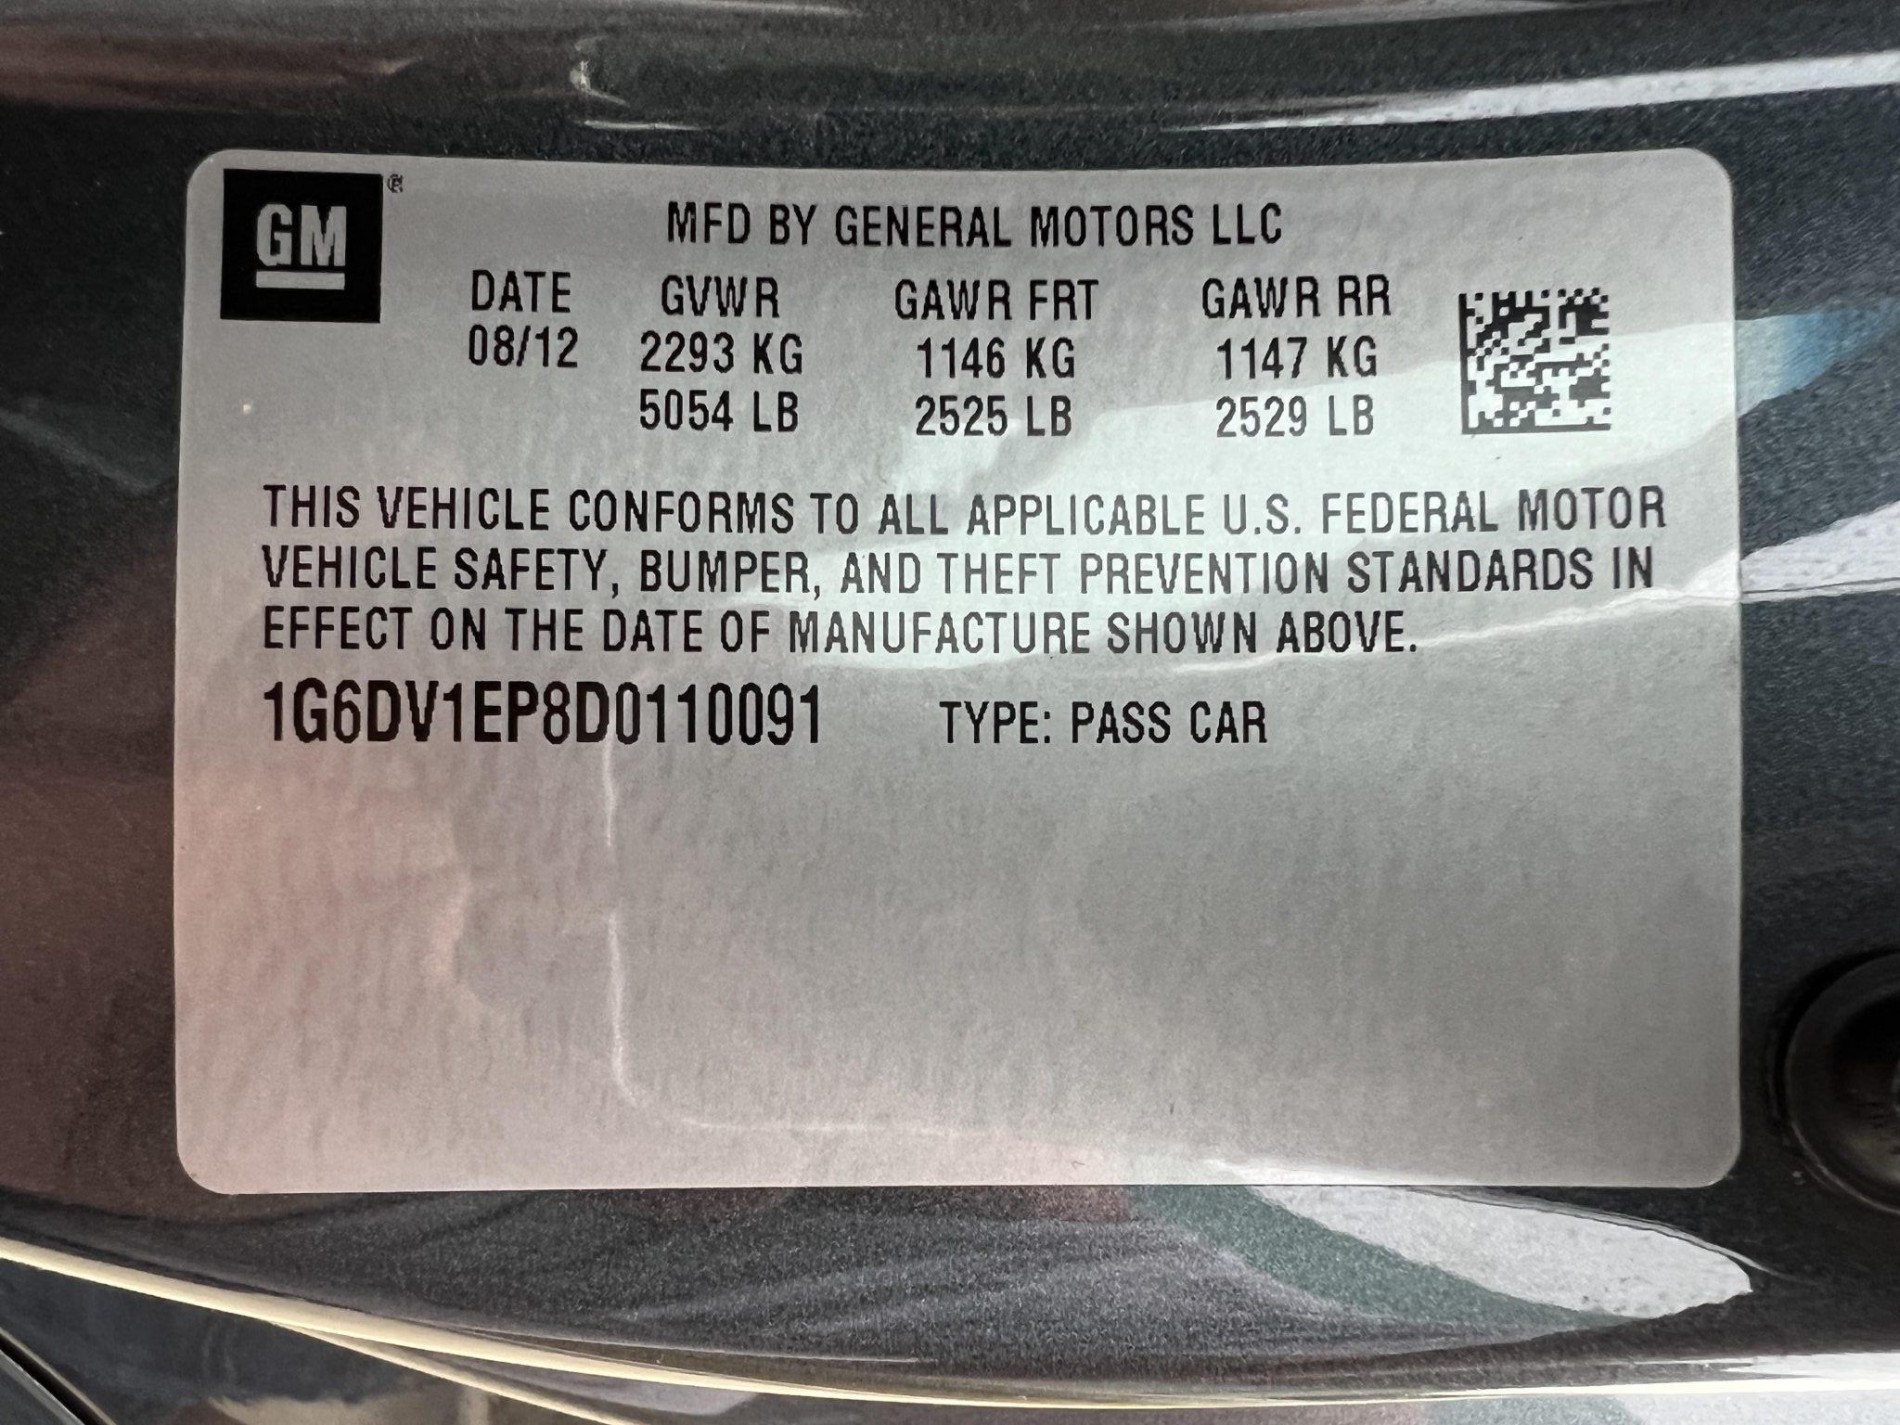 GM ®
MFD BY GENERAL MOTORS LLC
DATE GVWR GAWR FRT GAWR RR
08/12 2293 KG 1146 KG 1147 KG
5054 LB 2525 LB 2529 LB
THIS VEHICLE CONFORMS TO ALL APPLICABLE U.S. FEDERAL MOTOR
VEHICLE SAFETY, BUMPER, AND THEFT PREVENTION STANDARDS IN
EFFECT ON THE DATE OF MANUFACTURE SHOWN ABOVE.
1G6DV1EP8D0110091 TYPE: PASS CAR